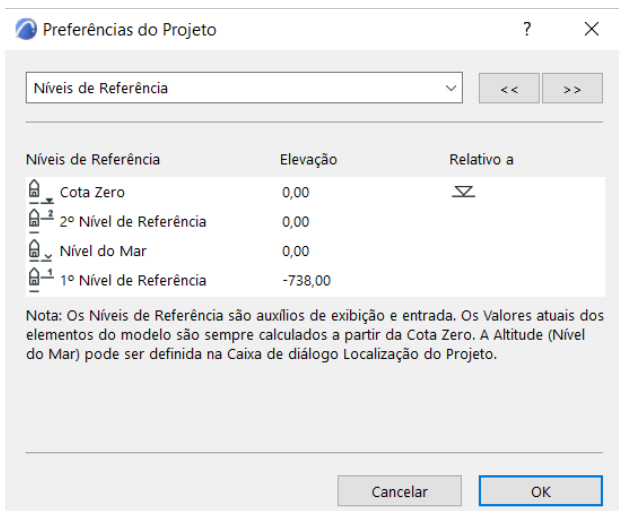 Preferências do Projeto ? ×
Níveis de Referência << >>
Níveis de Referência Elevação Relativo a
Cota Zero 0,00
2 2º Nível de Referência 0,00
Nível do Mar 0,00
1 1º Nível de Referência -738,00
Nota: Os Níveis de Referência são auxílios de exibição e entrada. Os Valores atuais dos
elementos do modelo são sempre calculados a partir da Cota Zero. A Altitude (Nível
do Mar) pode ser definida na Caixa de diálogo Localização do Projeto.
Cancelar OK